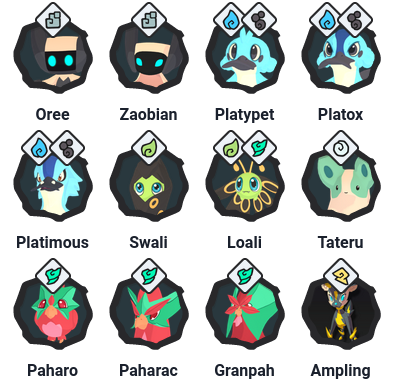 Oree Zaobian Platypet Platox
Platimous Swali Loali Tateru
Paharo Paharac Granpah Ampling